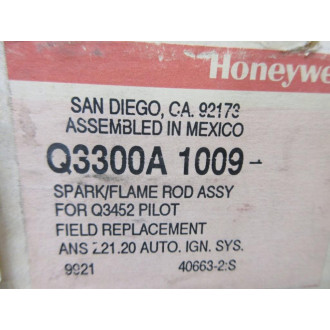 Honeywe
SAN DIEGO, CA. 92173
ASSEMBLED IN MEXICO
Q3300A 1009-
SPARK/FLAME ROD ASSY
FOR Q3452 PILOT
FIELD REPLACEMENT
ANS Z21.20 AUTO. IGN. SYS.
9921 40663-2:S